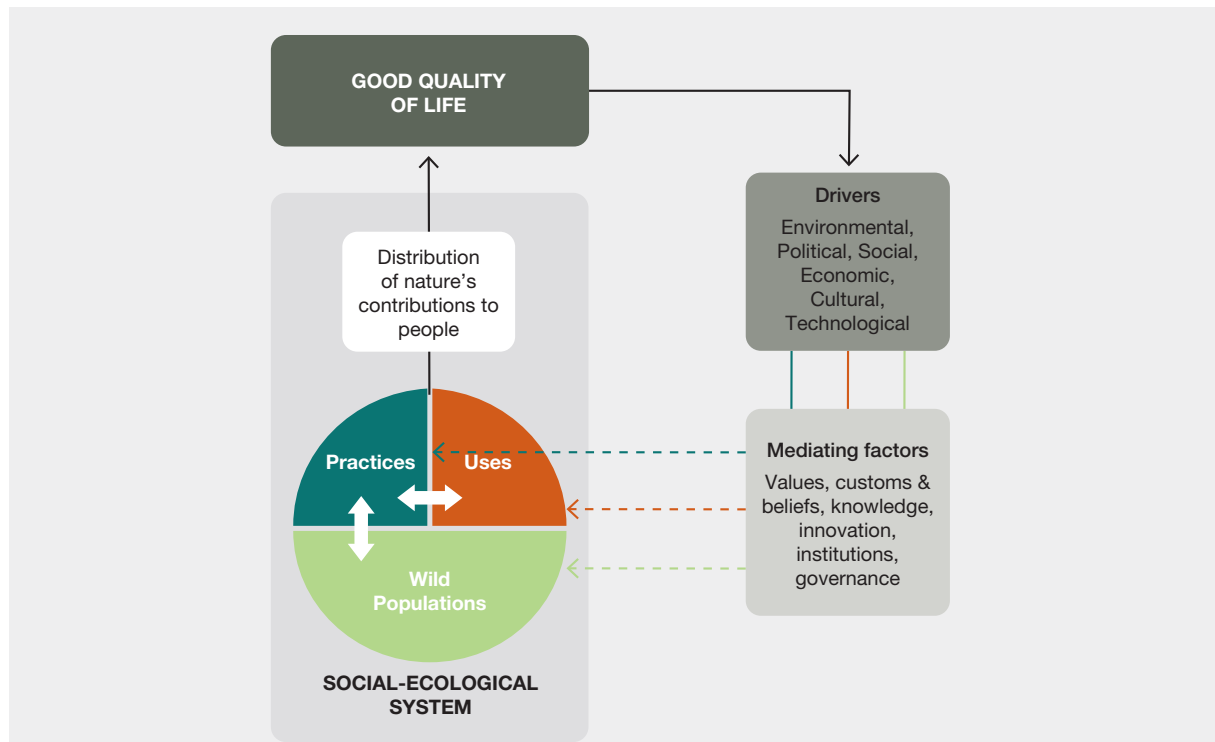 GOOD QUALITY
OF LIFE
Distribution
of nature’s
contributions to
people
Practices
Uses
Wild
Populations
SOCIAL-ECOLOGICAL
SYSTEM
Drivers
Environmental,
Political, Social,
Economic,
Cultural,
Technological
Mediating factors
Values, customs &
beliefs, knowledge,
innovation,
institutions,
governance